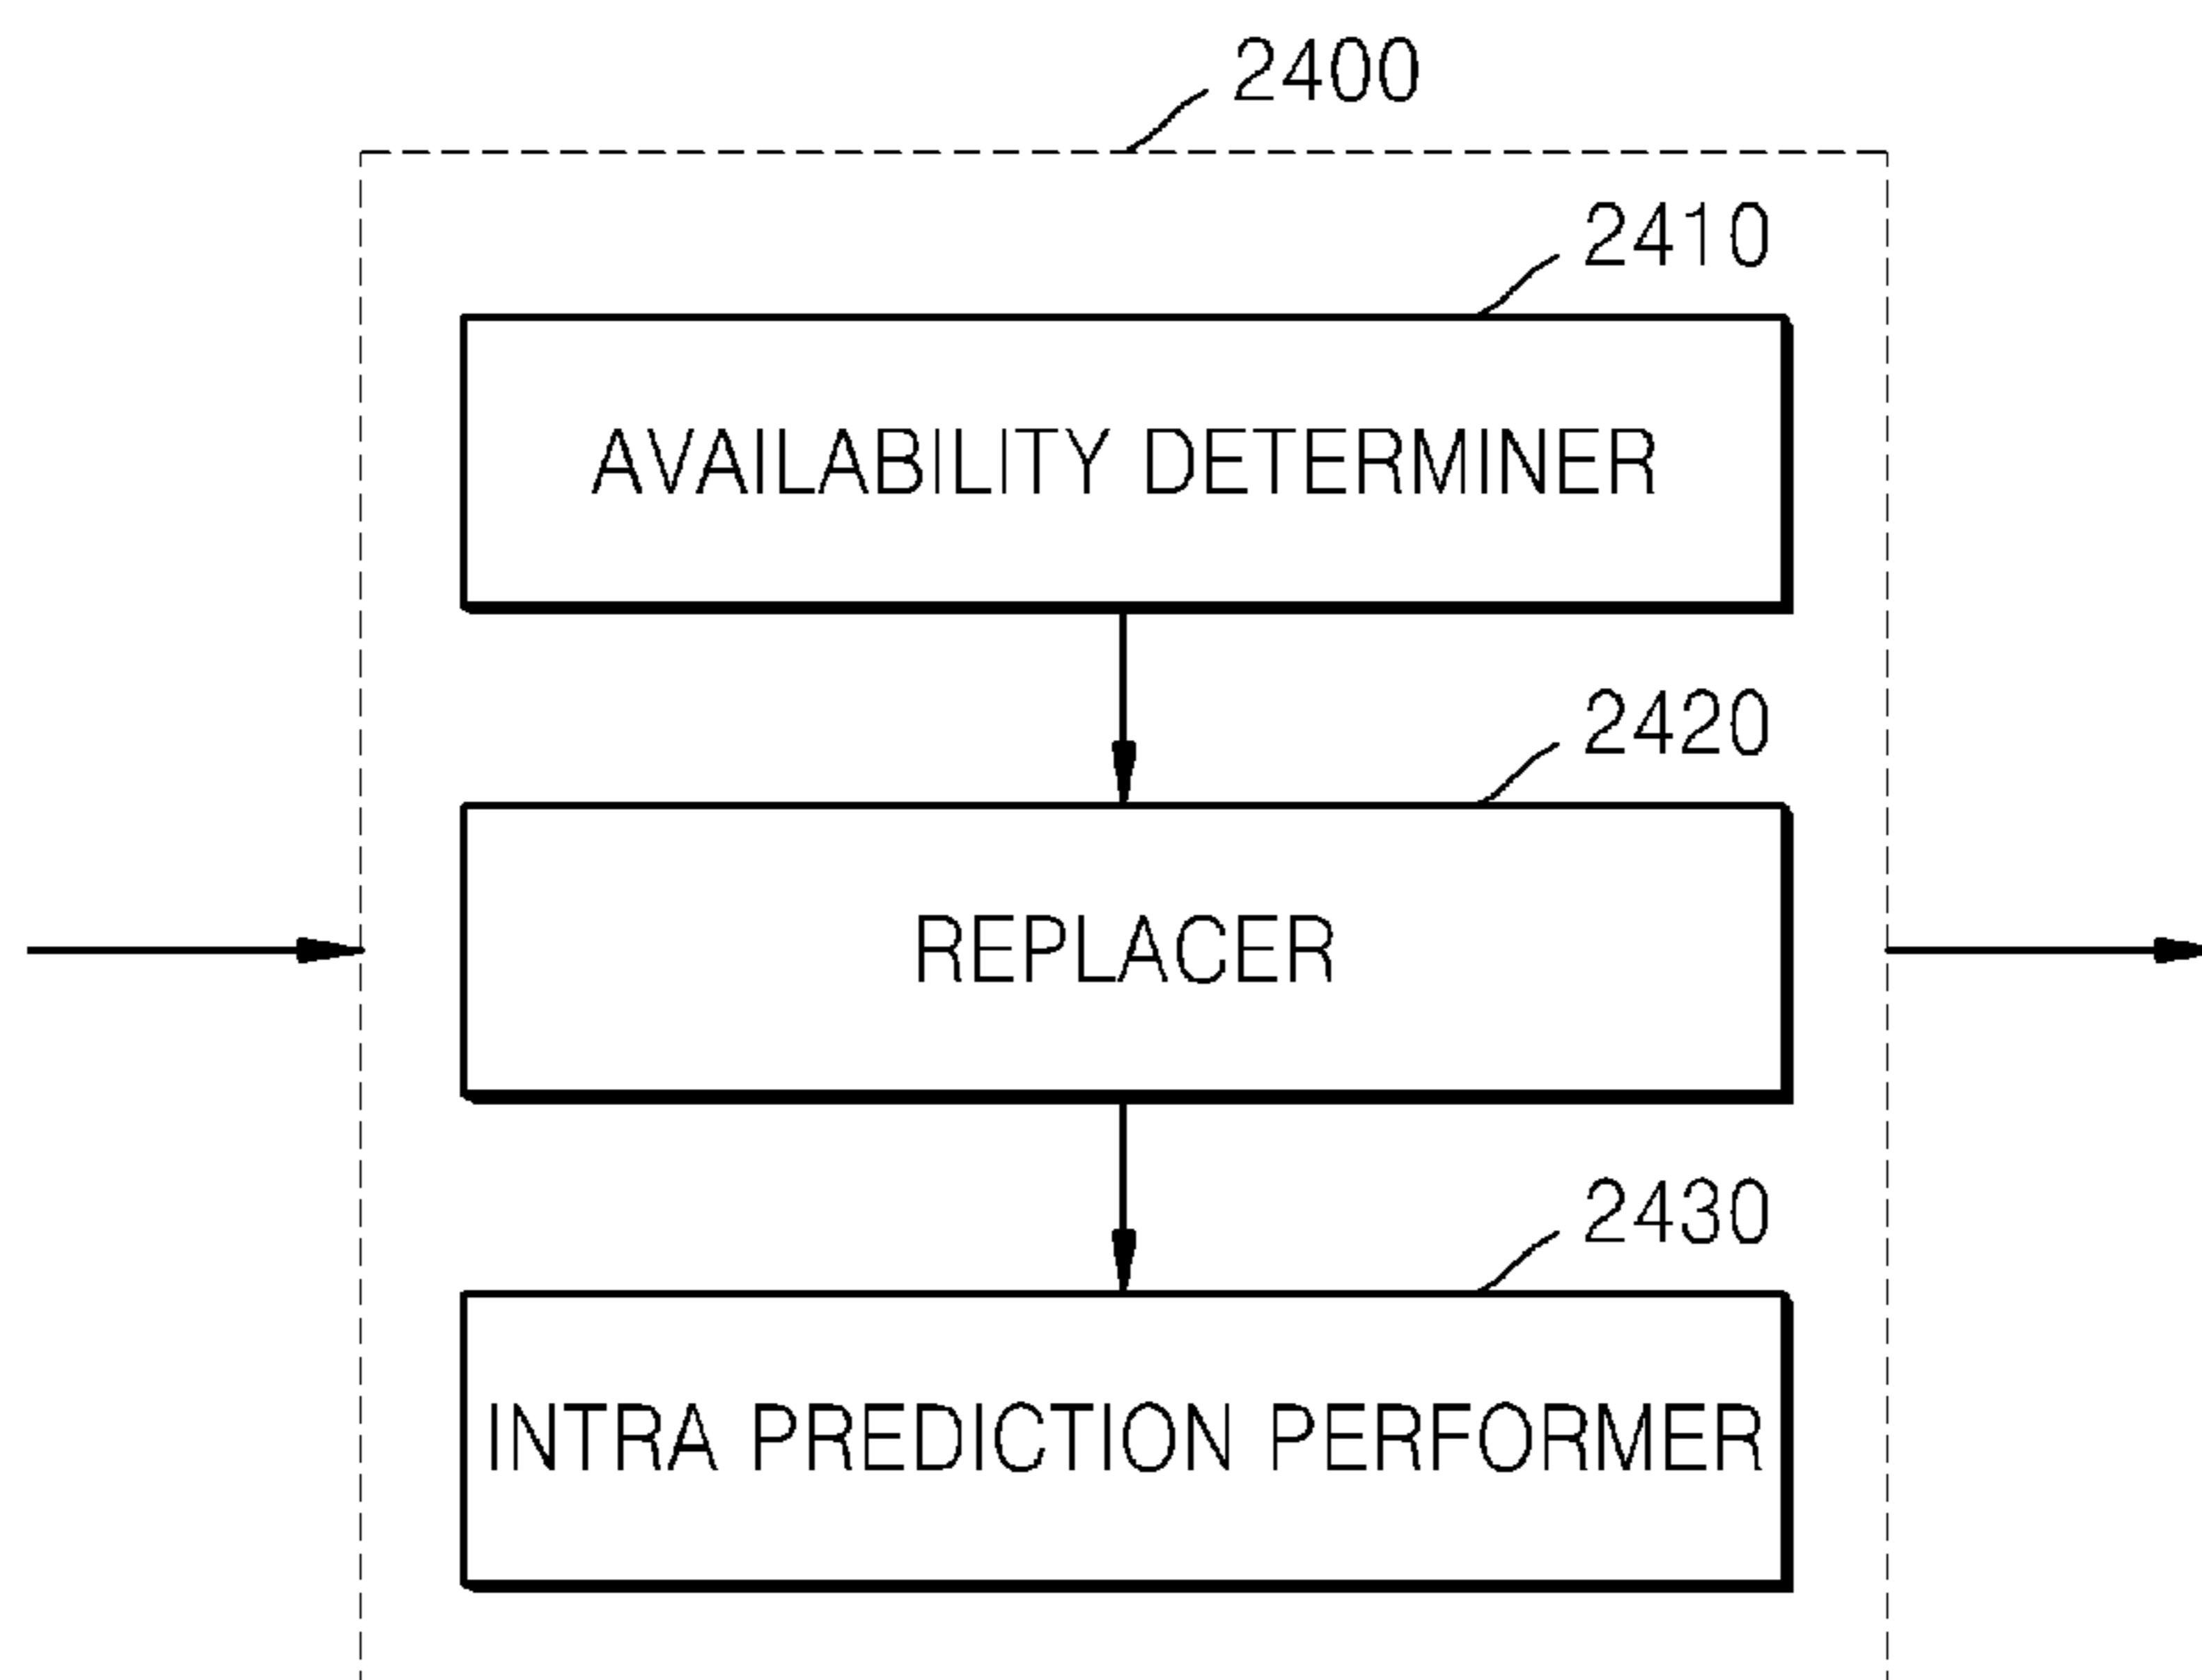 2400
2410
AVAILABILITY DETERMINER
2420
REPLACER
2430
INTRA PREDICTION PERFORMER